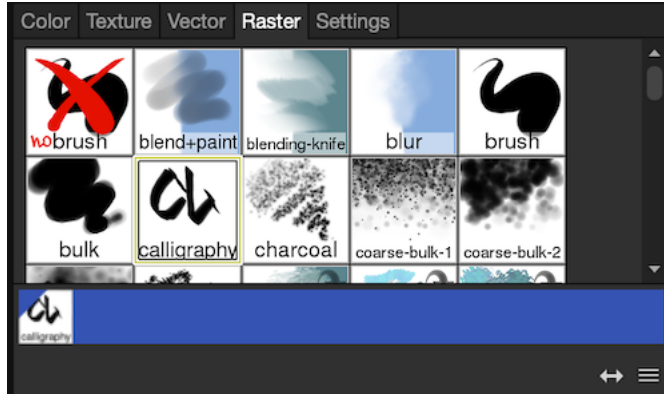 Color Texture Vector Raster Settings
nobrush blend+paint blending-knife blur brush
bulk calligraphy charcoal coarse-bulk-1 coarse-bulk-2
calligraphy